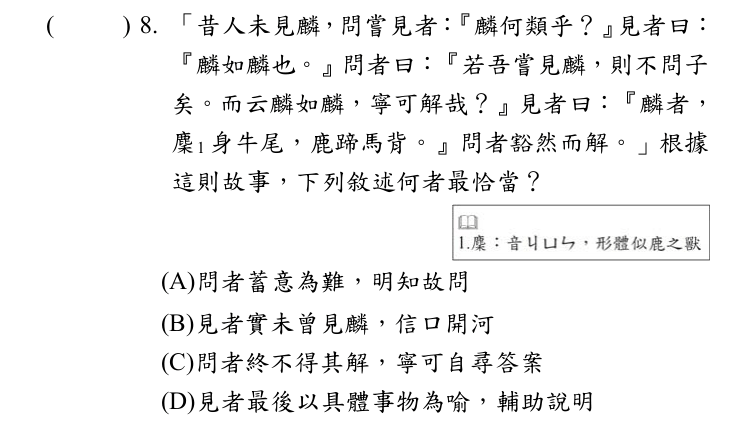 (　　) 8. 「昔人未見麟，問嘗見者：『麟何類乎？』見者曰：
『麟如麟也。』問者曰：『若吾嘗見麟，則不問子
矣。而云麟如麟，寧可解哉？』見者曰：『麟者，
麇1身牛尾，鹿蹄馬背。』問者豁然而解。」根據
這則故事，下列敘述何者最恰當？
1.麇：音ㄐㄩㄣ，形體似鹿之獸
(A)問者蓄意為難，明知故問
(B)見者實未曾見麟，信口開河
(C)問者終不得其解，寧可自尋答案
(D)見者最後以具體事物為喻，輔助說明